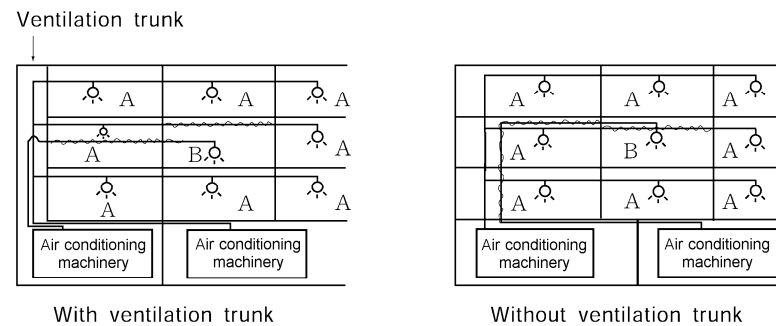 Ventilation trunk
A A A A A A
A B A A B A
A A A A A A
Air conditioning machinery
Air conditioning machinery
Air conditioning machinery
Air conditioning machinery
With ventilation trunk
Without ventilation trunk